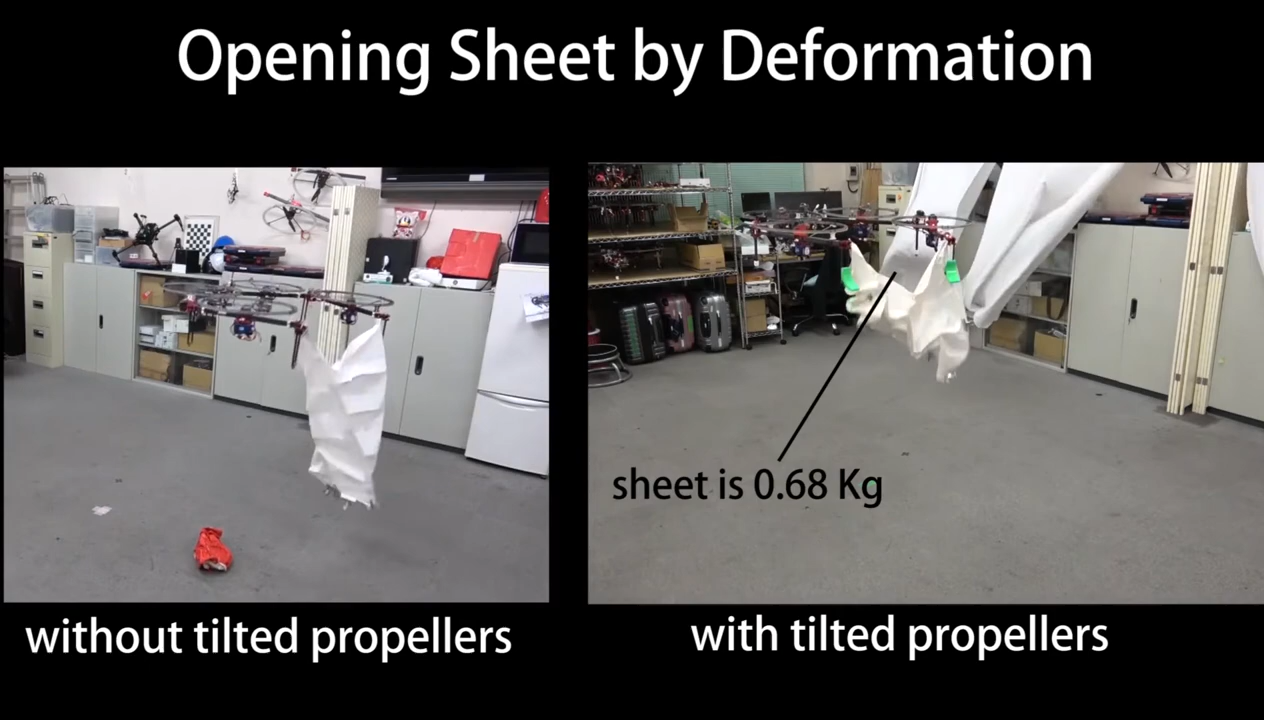 Opening Sheet by Deformation
sheet is 0.68 Kg
without tilted propellers
with tilted propellers